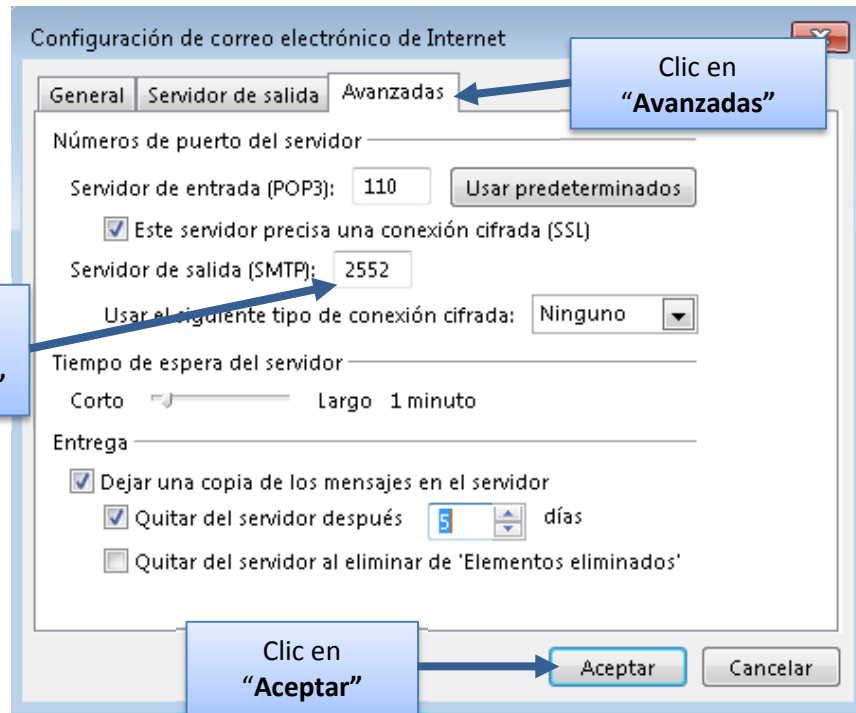 Configuración de correo electrónico de Internet
Clic en
“Avanzadas”
General
Servidor de salida
Avanzadas
Números de puerto del servidor
Servidor de entrada (POP3): 110 Usar predeterminados
Este servidor precisa una conexión cifrada (SSL)
Servidor de salida (SMTP): 2552
Usar el siguiente tipo de conexión cifrada: Ninguno
”
Tiempo de espera del servidor
Corto Largo 1 minuto
Entrega
Dejar una copia de los mensajes en el servidor
Quitar del servidor después 5 días
Quitar del servidor al eliminar de 'Elementos eliminados'
Clic en
“Aceptar”
Aceptar
Cancelar